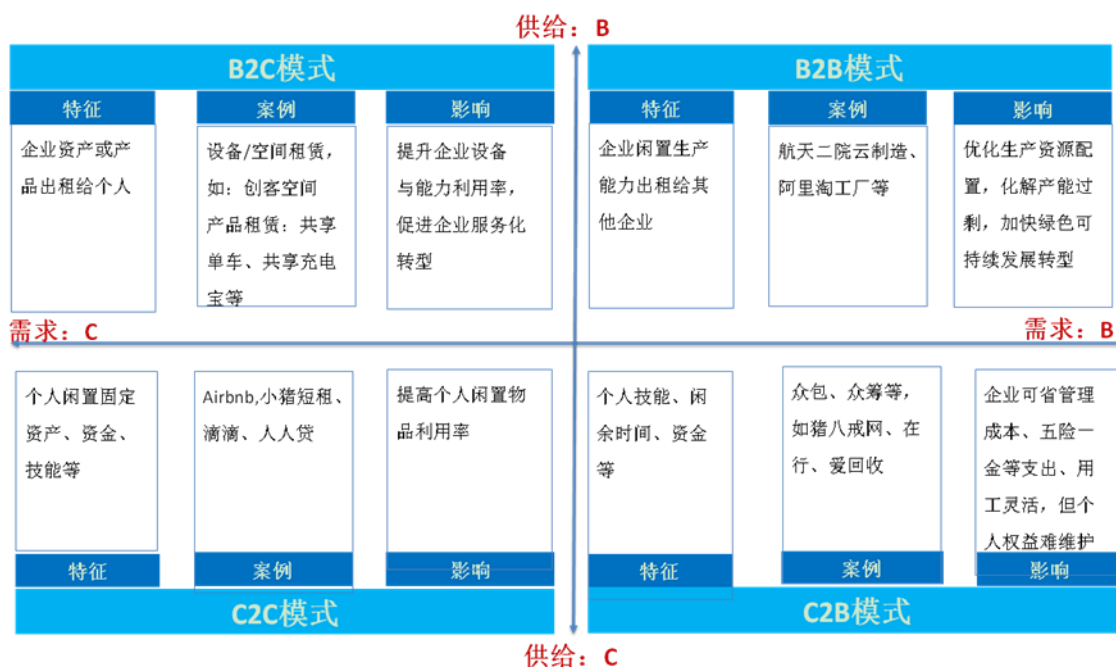 供给：B
B2C模式
特征
案例
影响
企业资产或产
品出租给个人
设备/空间租赁，
如：创客空间
产品租赁：共享
单车、共享充电
宝等
提升企业设备
与能力利用率，
促进企业服务化
转型
B2B模式
特征
案例
影响
企业闲置生产
能力出租给其
他企业
航天二院云制造、
阿里淘工厂等
优化生产资源配
置，化解产能过
剩，加快绿色可
持续发展转型
需求：C
需求：B
个人闲置固定
资产、资金、
技能等
Airbnb,小猪短租、
滴滴、人人贷
提高个人闲置物
品利用率
特征
案例
影响
C2C模式
个人技能、闲
余时间、资金
等
众包、众筹等，
如猪八戒网、在
行、爱回收
企业可省管理
成本、五险一
金等支出、用
工灵活，但个
人权益难维护
特征
案例
影响
C2B模式
供给：C